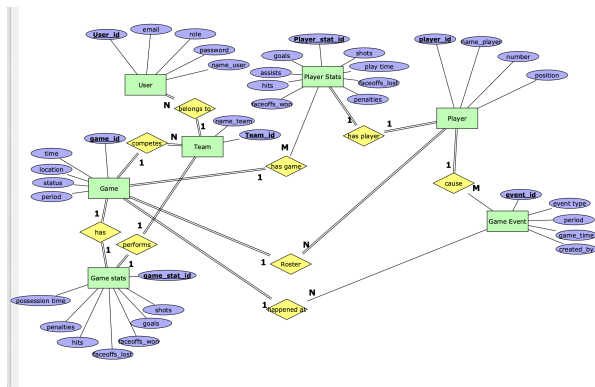 User_id
email
role
password
name_user
User
N
belongs to
1
name_team
Team_id
Team
N
competes
1
game_id
time
location
status
period
Game
Player_stat_id
goals
shots
assists
play time
hits
faceoffs_lost
faceoffs_won
penalties
Player Stats
1
has player
1
M
has game
1
player_id
name_player
number
position
Player
1
cause
M
event_id
event type
period
game_time
created_by
Game Event
1
has
1
1
performs
1
N
Roster
1
N
happened at
1
Game stats
game_stat_id
possession time
shots
penalties
goals
hits
faceoffs_won
faceoffs_lost